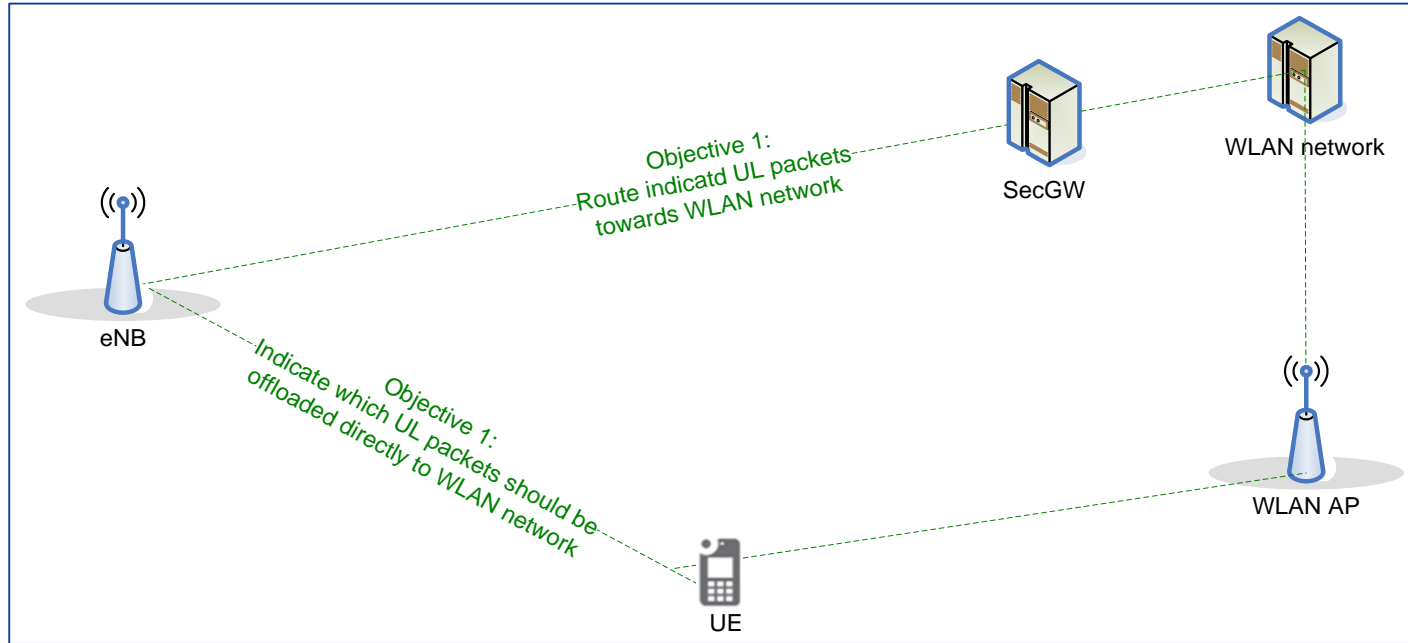 WLAN network
SecGW
Objective 1:
Route indicatd UL packets
towards WLAN network
eNB
Objective 1:
Indicate which UL packets should be
offloaded directly to WLAN network
WLAN AP
UE